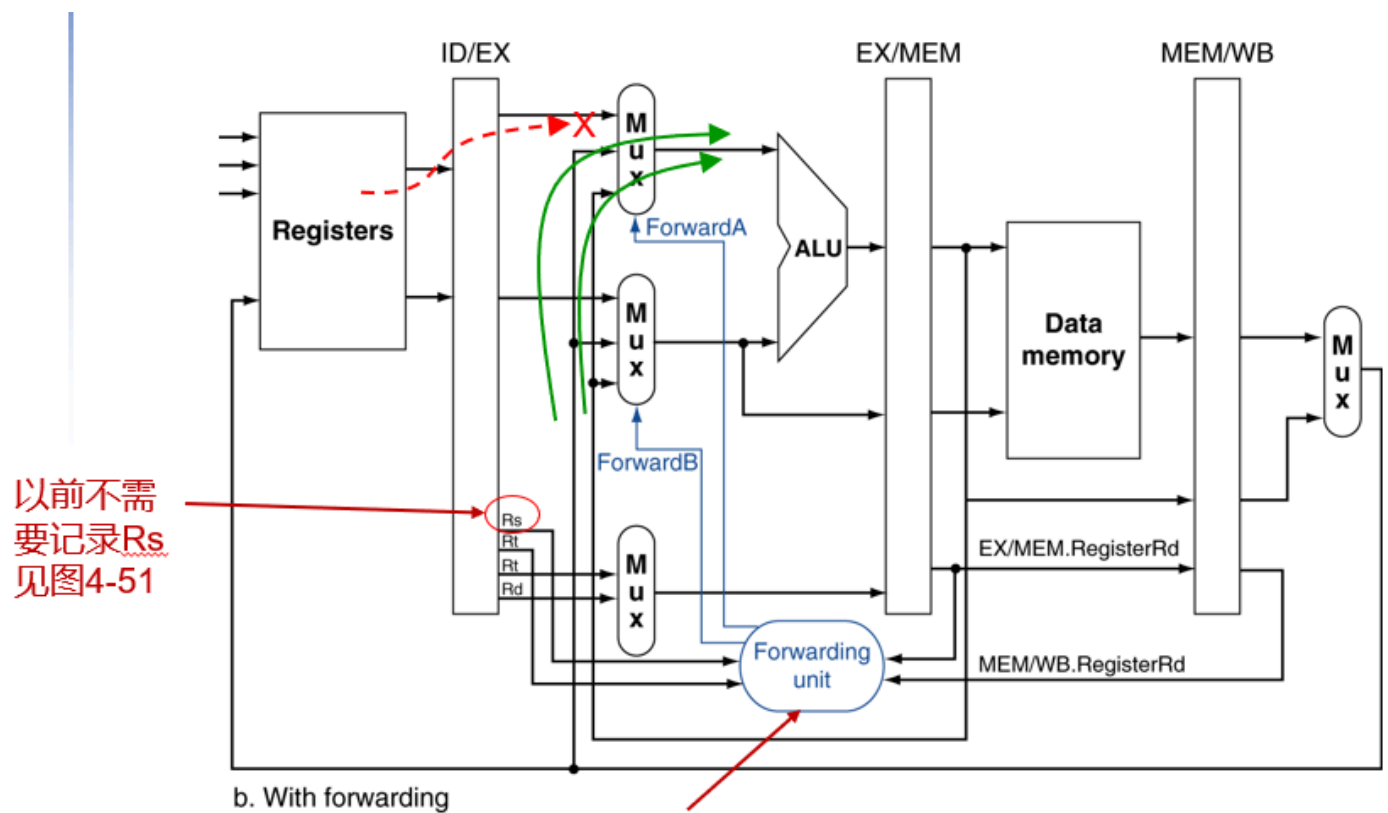 ID/EX
EX/MEM
MEM/WB
X
M
u
x
Registers
ForwardA
ALU
M
u
x
Data
memory
M
u
x
ForwardB
以前不需
要记录Rs
见图4-51
Rs
Rt
Rt
Rd
M
u
x
EX/MEM.RegisterRd
Forwarding
unit
MEM/WB.RegisterRd
b. With forwarding